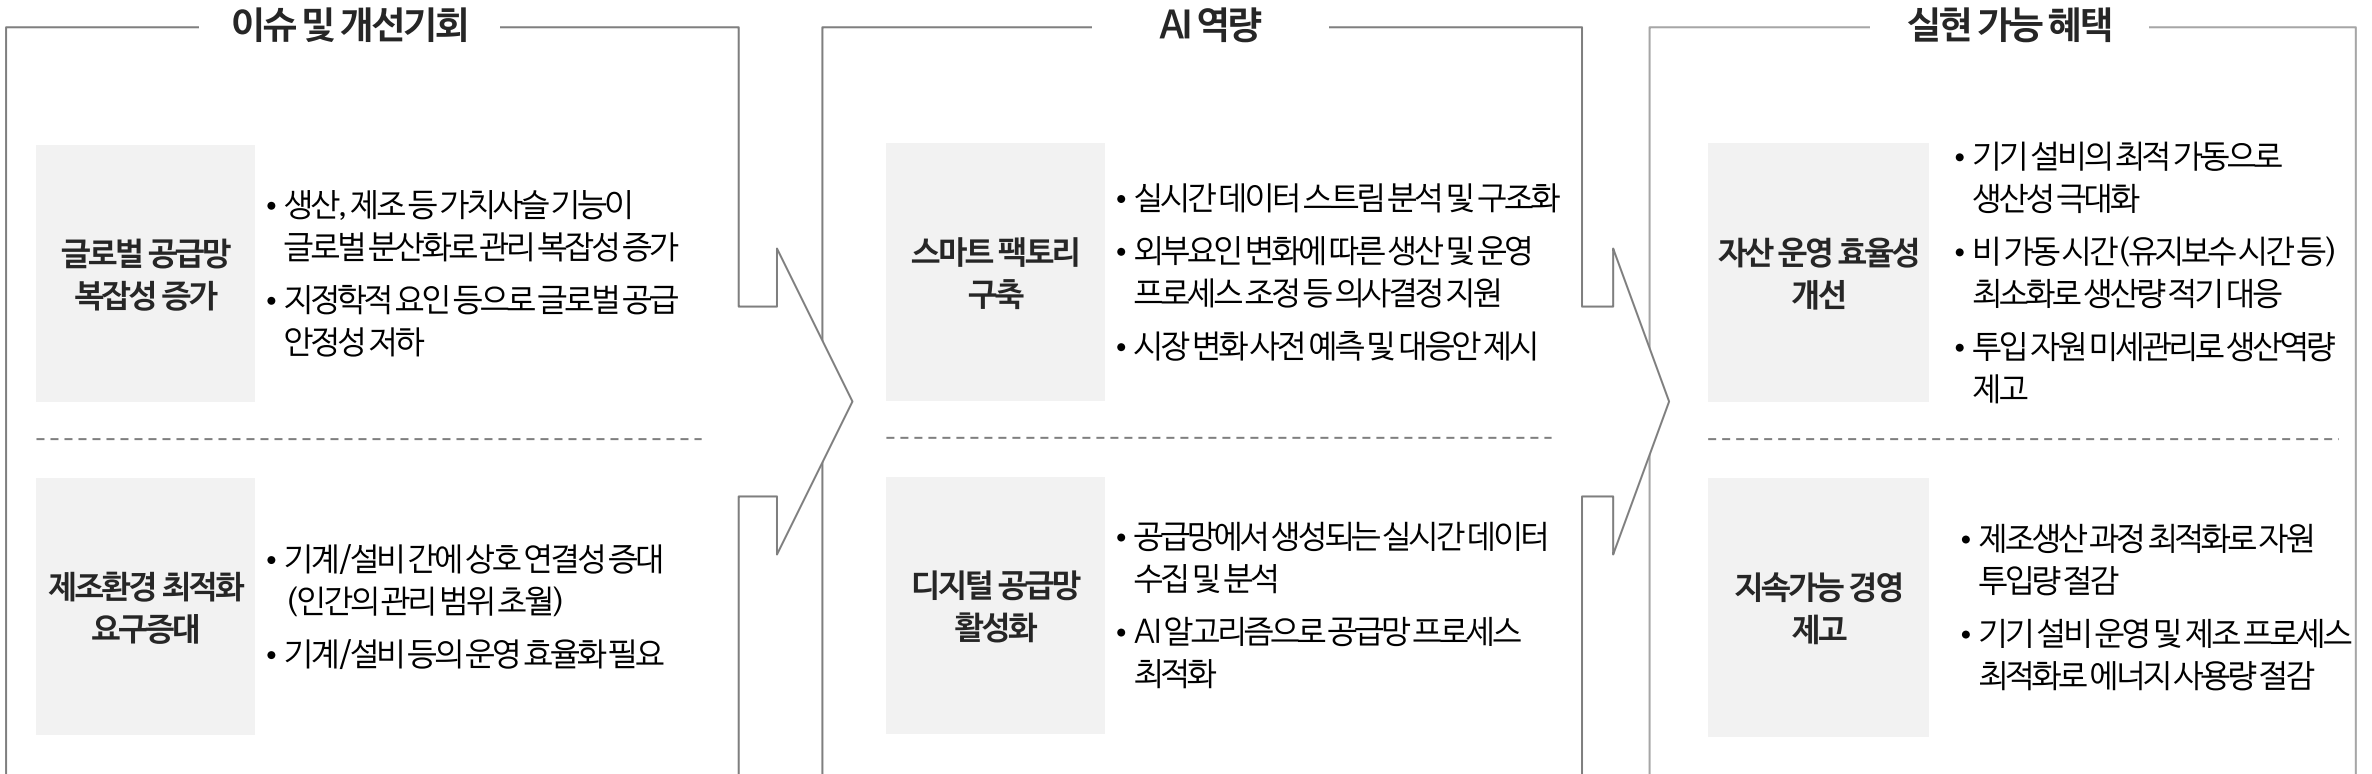 이슈 및 개선기회
글로벌 공급망
복잡성 증가
• 생산, 제조 등 가치사슬 기능이
글로벌 분산화로 관리 복잡성 증가
• 지정학적 요인 등으로 글로벌 공급
안정성 저하
제조환경 최적화
요구증대
• 기계/설비 간에 상호 연결성 증대
(인간의 관리 범위 초월)
• 기계/설비 등의 운영 효율화 필요
AI 역량
스마트 팩토리
구축
• 실시간 데이터 스트림 분석 및 구조화
• 외부요인 변화에 따른 생산 및 운영
프로세스 조정 등 의사결정 지원
• 시장 변화 사전 예측 및 대응안 제시
디지털 공급망
활성화
• 공급망에서 생성되는 실시간 데이터
수집 및 분석
• AI 알고리즘으로 공급망 프로세스
최적화
실현 가능 혜택
자산 운영 효율성
개선
• 기기 설비의 최적 가동으로
생산성 극대화
• 비 가동 시간(유지보수 시간 등)
최소화로 생산량 적기 대응
• 투입 자원 미세관리로 생산역량
제고
지속가능 경영
제고
• 제조생산 과정 최적화로 자원
투입량 절감
• 기기 설비 운영 및 제조 프로세스
최적화로 에너지 사용량 절감